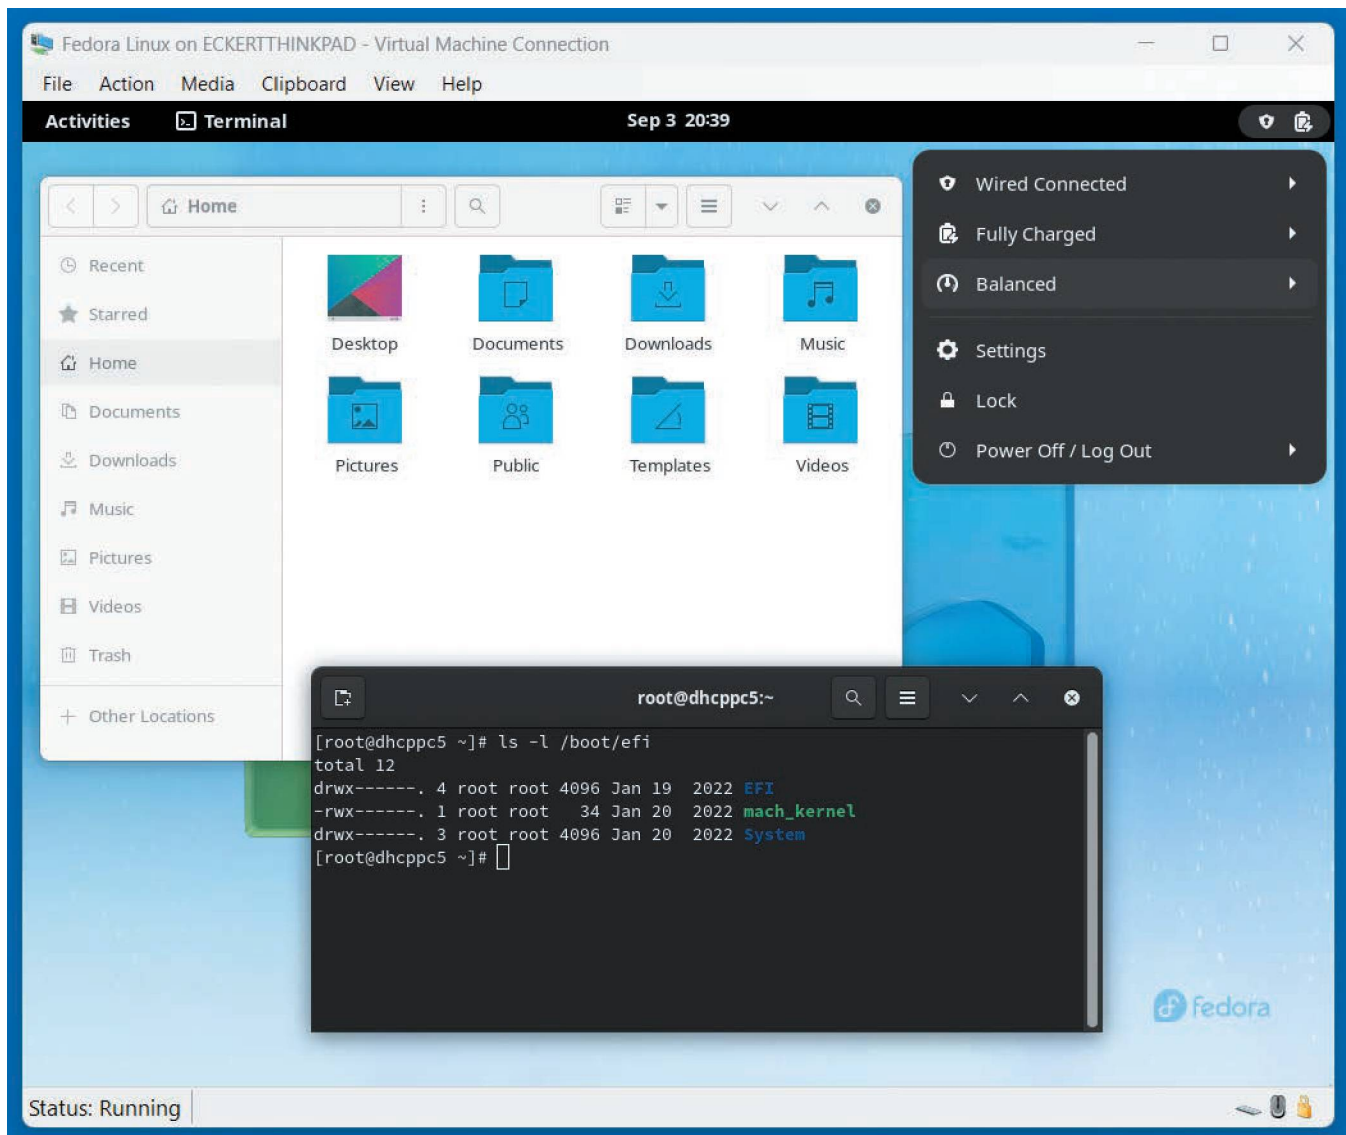 Fedora Linux on ECKERTTHINKPAD - Virtual Machine Connection
File Action Media Clipboard View Help
Activities Terminal Sep 3 20:39
Home
Recent
Starred
Home
Documents
Downloads
Music
Pictures
Videos
Trash
Other Locations
Desktop Documents Downloads Music
Pictures Public Templates Videos
Wired Connected
Fully Charged
Balanced
Settings
Lock
Power Off / Log Out
root@dhcppc5:~
[root@dhcppc5 ~]# ls -l /boot/efi
total 12
drwx------. 4 root root 4096 Jan 19  2022 EFI
-rwx------. 1 root root   34 Jan 20  2022 mach_kernel
drwx------. 3 root root 4096 Jan 20  2022 System
[root@dhcppc5 ~]#
fedora
Status: Running